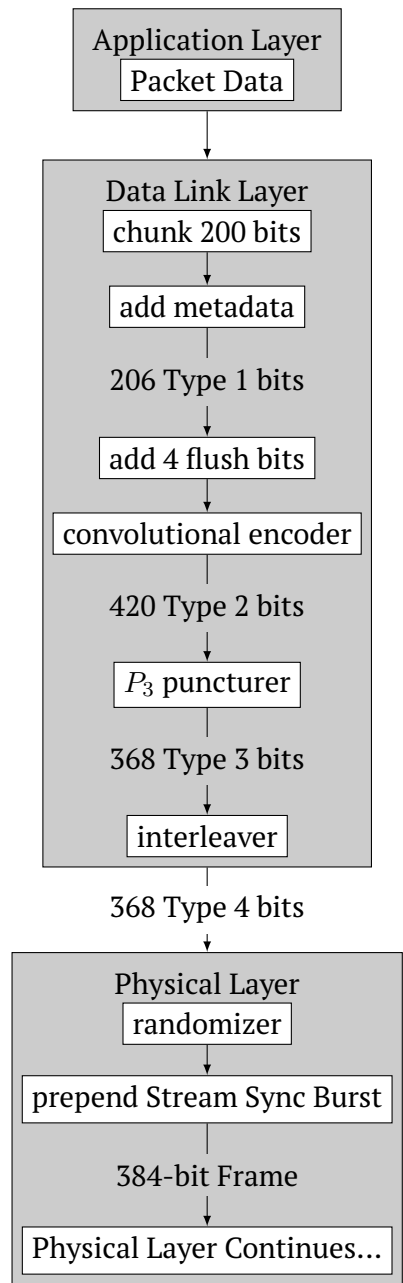 Application Layer
Packet Data
Data Link Layer
chunk 200 bits
add metadata
206 Type 1 bits
add 4 flush bits
convolutional encoder
420 Type 2 bits
P₃ puncturer
368 Type 3 bits
interleaver
368 Type 4 bits
Physical Layer
randomizer
prepend Stream Sync Burst
384-bit Frame
Physical Layer Continues...